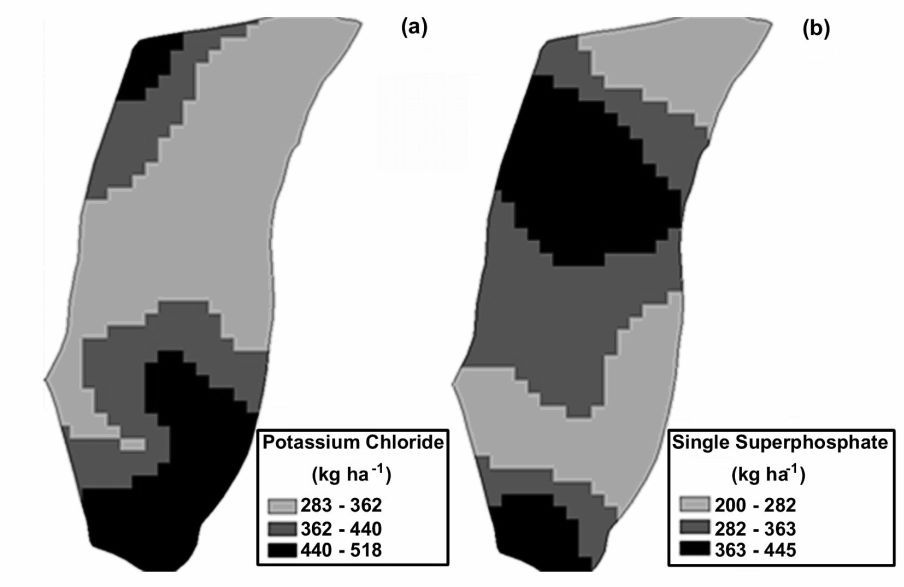 (a)
(b)
Potassium Chloride
(kg ha-1)
283 - 362
362 - 440
440 - 518
Single Superphosphate
(kg ha-1)
200 - 282
282 - 363
363 - 445